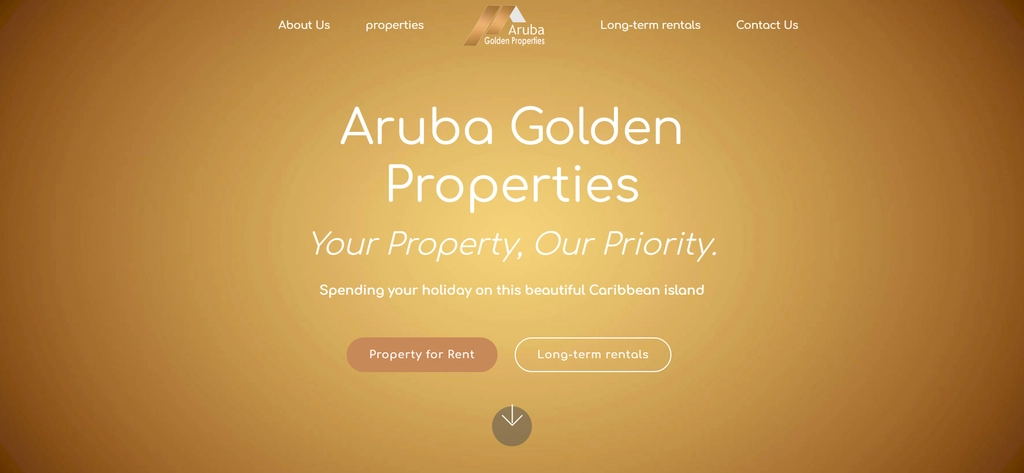 About Us
properties
Aruba
Golden Properties
Long-term rentals
Contact Us
Aruba Golden
Properties
Your Property, Our Priority.
Spending your holiday on this beautiful Caribbean island
Property for Rent
Long-term rentals